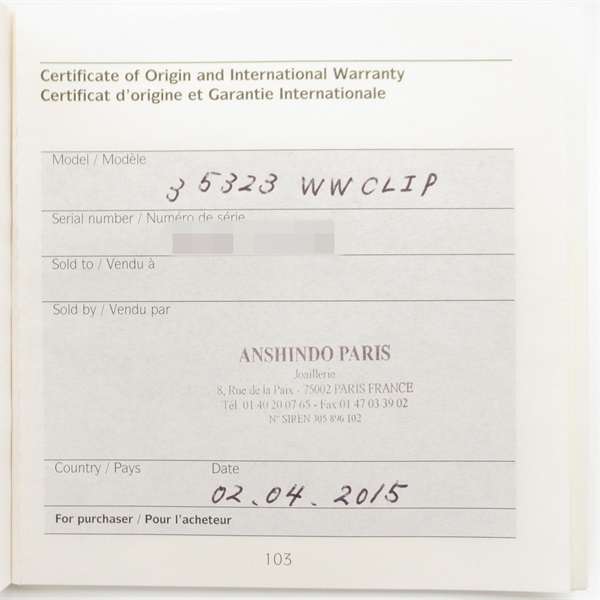 Certificate of Origin and International Warranty
Certificat d'origine et Garantie Internationale
Model / Modèle
3 5323 WWCLIP
Serial number / Numéro de série
Sold to / Vendu à
Sold by / Vendu par
ANSHINDO PARIS
Joaillerie
8, Rue de la Paix - 75002 PARIS FRANCE
Tél 01 40 20 07 65 - Fax 01 47 03 39 02
N° SIREN 305 896 102
Country / Pays Date
02.04.2015
For purchaser / Pour l'acheteur
103